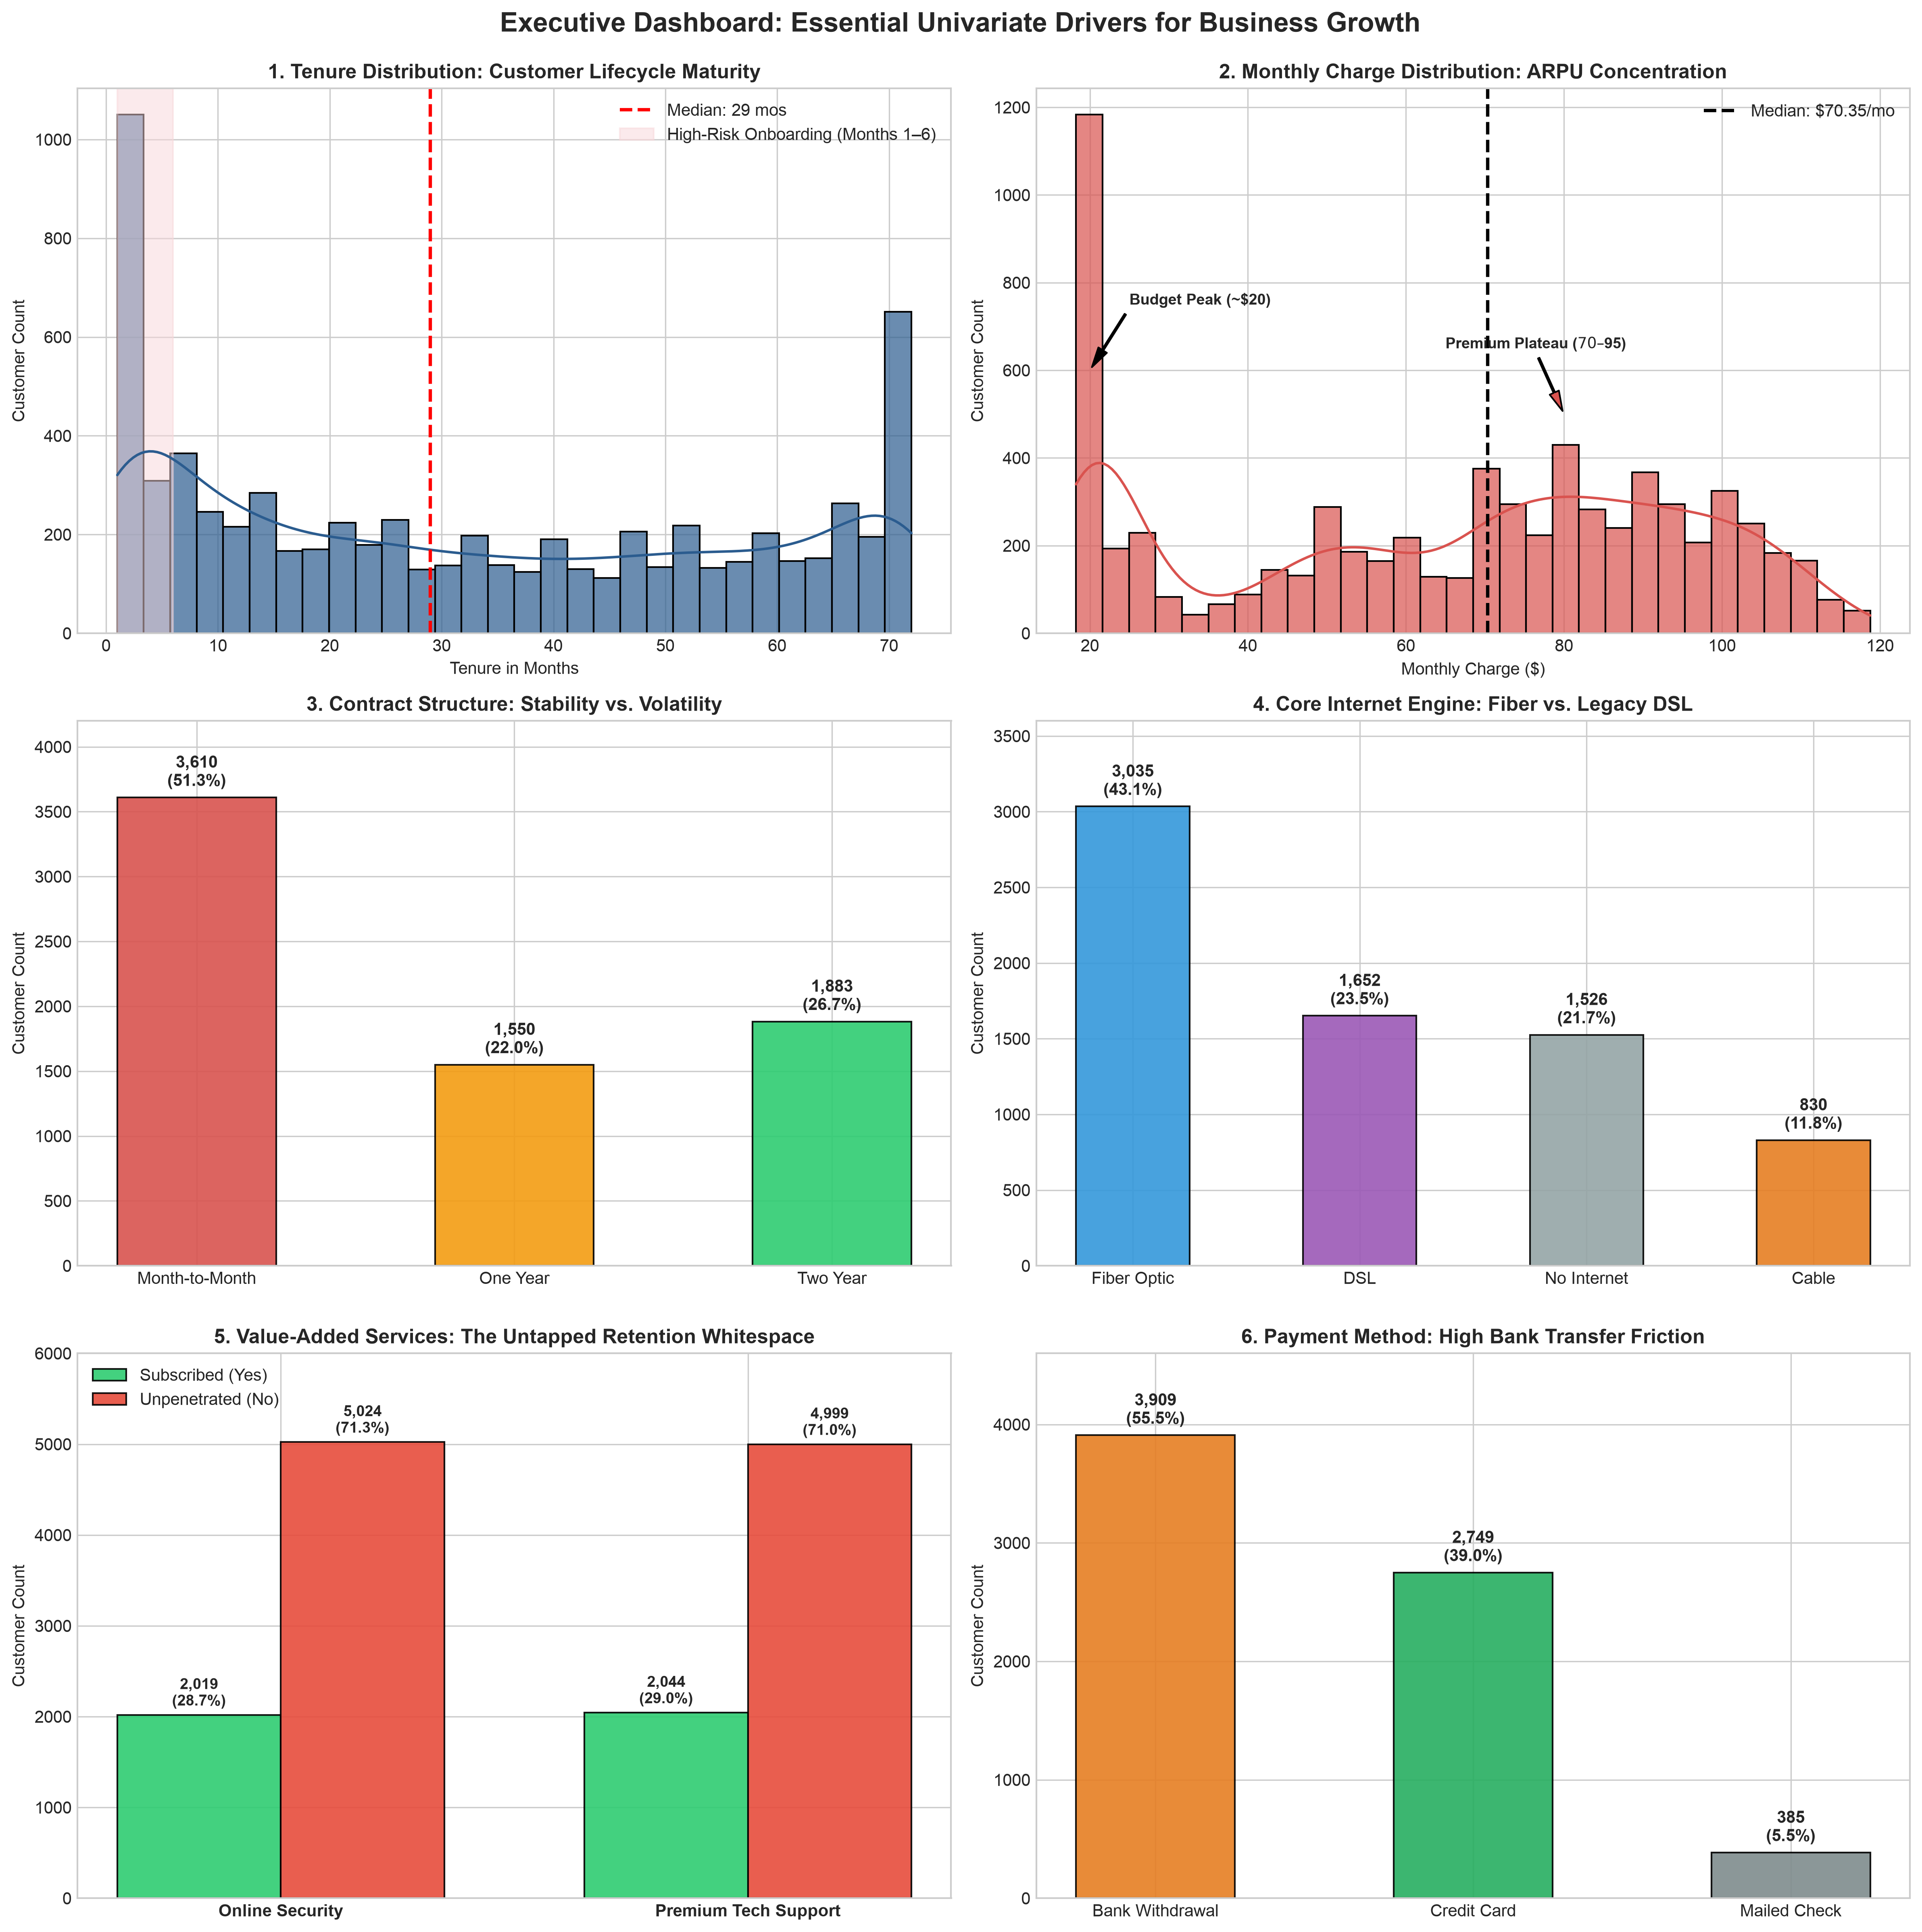 Executive Dashboard: Essential Univariate Drivers for Business Growth
1. Tenure Distribution: Customer Lifecycle Maturity
Median: 29 mos
High-Risk Onboarding (Months 1–6)
Customer Count
1000
800
600
400
200
0
0 10 20 30 40 50 60 70
Tenure in Months
2. Monthly Charge Distribution: ARPU Concentration
Median: $70.35/mo
Budget Peak (~$20)
Premium Plateau (70–95)
Customer Count
1200
1000
800
600
400
200
0
20 40 60 80 100 120
Monthly Charge ($)
3. Contract Structure: Stability vs. Volatility
Customer Count
4000
3500
3000
2500
2000
1500
1000
500
0
3,610
(51.3%)
1,550
(22.0%)
1,883
(26.7%)
Month-to-Month One Year Two Year
4. Core Internet Engine: Fiber vs. Legacy DSL
Customer Count
3500
3000
2500
2000
1500
1000
500
0
3,035
(43.1%)
1,652
(23.5%)
1,526
(21.7%)
830
(11.8%)
Fiber Optic DSL No Internet Cable
5. Value-Added Services: The Untapped Retention Whitespace
Subscribed (Yes)
Unpenetrated (No)
Customer Count
6000
5000
4000
3000
2000
1000
0
2,019
(28.7%)
5,024
(71.3%)
2,044
(29.0%)
4,999
(71.0%)
Online Security Premium Tech Support
6. Payment Method: High Bank Transfer Friction
Customer Count
4000
3000
2000
1000
0
3,909
(55.5%)
2,749
(39.0%)
385
(5.5%)
Bank Withdrawal Credit Card Mailed Check